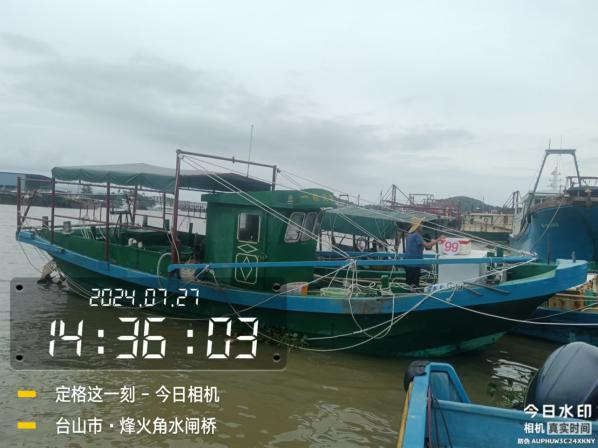 99
2024.07.27
14:36:03
定格这一刻 - 今日相机
台山市·烽火角水闸桥
今日水印
相机 真实时间
防伪 AUPHUW3C24XKNY